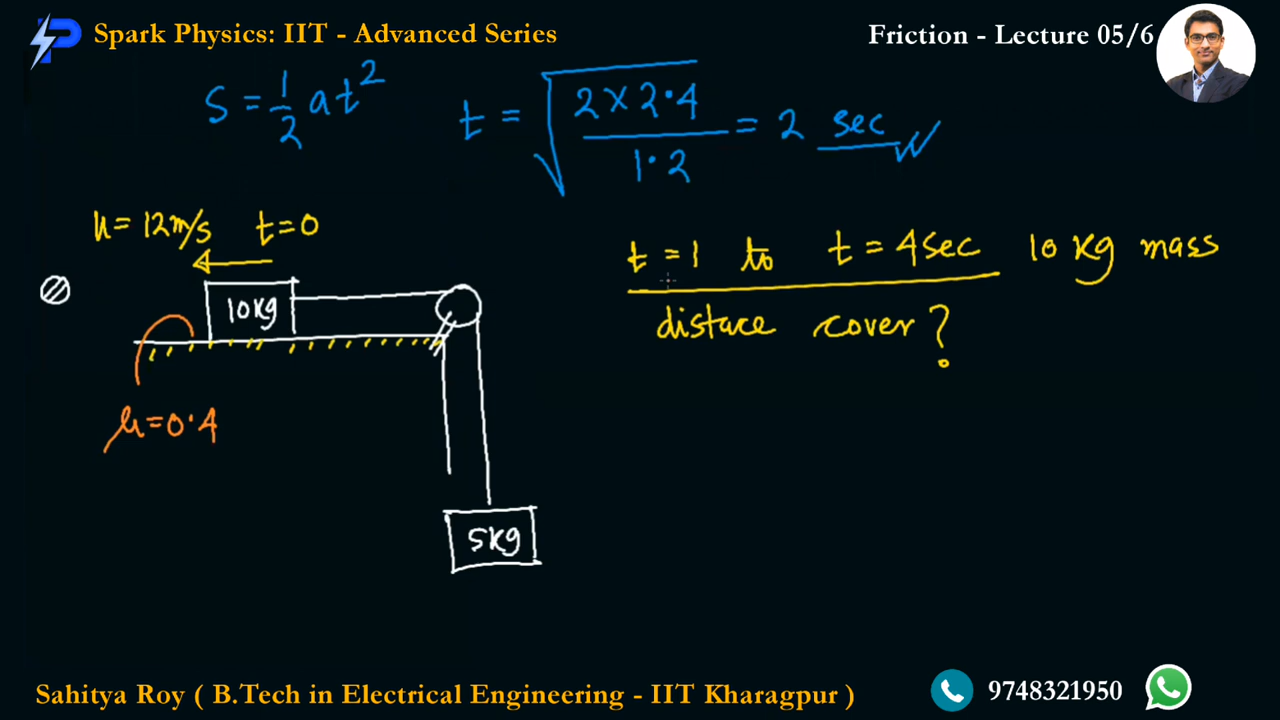 Spark Physics: IIT - Advanced Series
Friction - Lecture 05/6
S = 1/2 at² t = √(2 × 2.4 / 1.2) = 2 sec
u = 12m/s t = 0
t = 1 to t = 4 sec 10 kg mass
distace cover?
10kg
μ = 0.4
5kg
Sahitya Roy ( B.Tech in Electrical Engineering - IIT Kharagpur )
9748321950